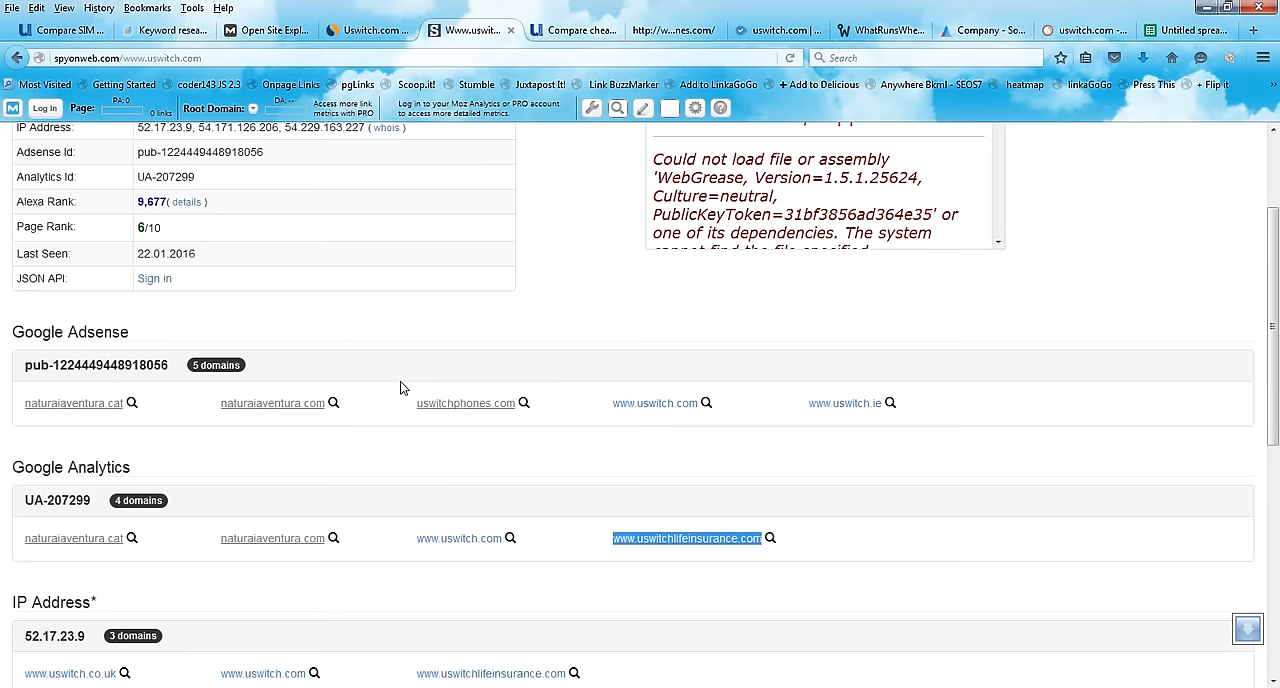 File Edit View History Bookmarks Tools Help
Compare SIM ... Keyword resea... Open Site Expl... Uswitch.com ... Www.uswit... × Compare chea... http://w...nes.com/ uswitch.com | ... WhatRunsWhe... Company - So... uswitch.com -... Untitled sprea... +
spyonweb.com/www.uswitch.com Search
Most Visited Getting Started coder143 JS 2.3 Onpage Lines pgLinks Scoop.it! Stumble Juxtapost It! Link BuzzMarker Add to LinkaGoGo + Add to Delicious Anywhere Bkml - SEOS7 heatmap linkaGoGo Press This + Flip it
Log In Page: DA:0 0 links Root Domain: DA: -- Access more link metrics with PRO Log in to your Moz Analytics or PRO account to access more detailed metrics.
IP Address: 52.17.23.9, 54.171.126.206, 54.229.163.227 ( whois )
Adsense Id: pub-1224449448918056
Analytics Id: UA-207299
Alexa Rank: 9,677( details )
Page Rank: 6/10
Last Seen: 22.01.2016
JSON API: Sign in
Could not load file or assembly
'WebGrease, Version=1.5.1.25624,
Culture=neutral,
PublicKeyToken=31bf3856ad364e35' or
one of its dependencies. The system
cannot find the file specified.
Google Adsense
pub-1224449448918056 5 domains
naturaiaventura.cat naturaiaventura.com uswitchphones.com www.uswitch.com www.uswitch.ie
Google Analytics
UA-207299 4 domains
naturaiaventura.cat naturaiaventura.com www.uswitch.com www.uswitchlifeinsurance.com
IP Address*
52.17.23.9 3 domains
www.uswitch.co.uk www.uswitch.com www.uswitchlifeinsurance.com